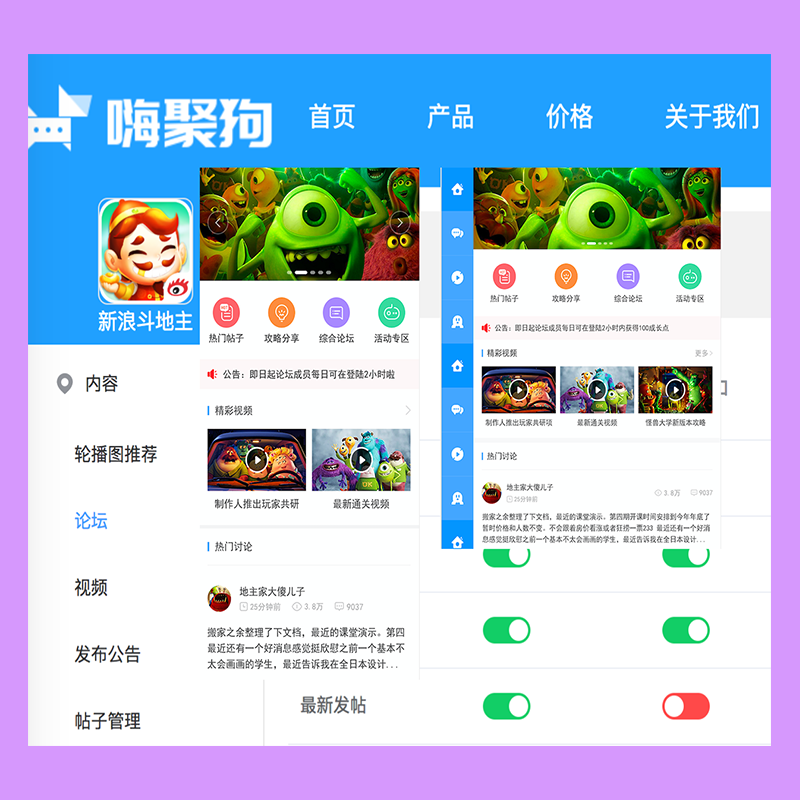 嗨聚狗
首页
产品
价格
关于我们
新浪斗地主
内容
轮播图推荐
论坛
视频
发布公告
帖子管理
热门帖子
攻略分享
综合论坛
活动专区
公告：即日起论坛成员每日可在登陆2小时啦
精彩视频
制作人推出玩家共研
最新通关视频
热门讨论
地主家大傻儿子
25分钟前
3.8万
9037
搬家之余整理了下文档，最近的课堂演示。第四
最近还有一个好消息感觉挺欣慰之前一个基本不
太会画画的学生，最近告诉我在全日本设计...
热门帖子
攻略分享
综合论坛
活动专区
公告：即日起论坛成员每日可在登陆2小时内获得100成长点
精彩视频
更多
制作人推出玩家共研项
最新通关视频
怪兽大学新版本攻略
热门讨论
地主家大傻儿子
25分钟前
3.8万
9037
搬家之余整理了下文档，最近的课堂演示。第四期开课时间安排到今年年底了
暂时价格和人数不变。不会跟着房价看涨或者狂捞一票233 最近还有一个好消
息感觉挺欣慰之前一个基本不太会画画的学生，最近告诉我在全日本设计...
最新发帖